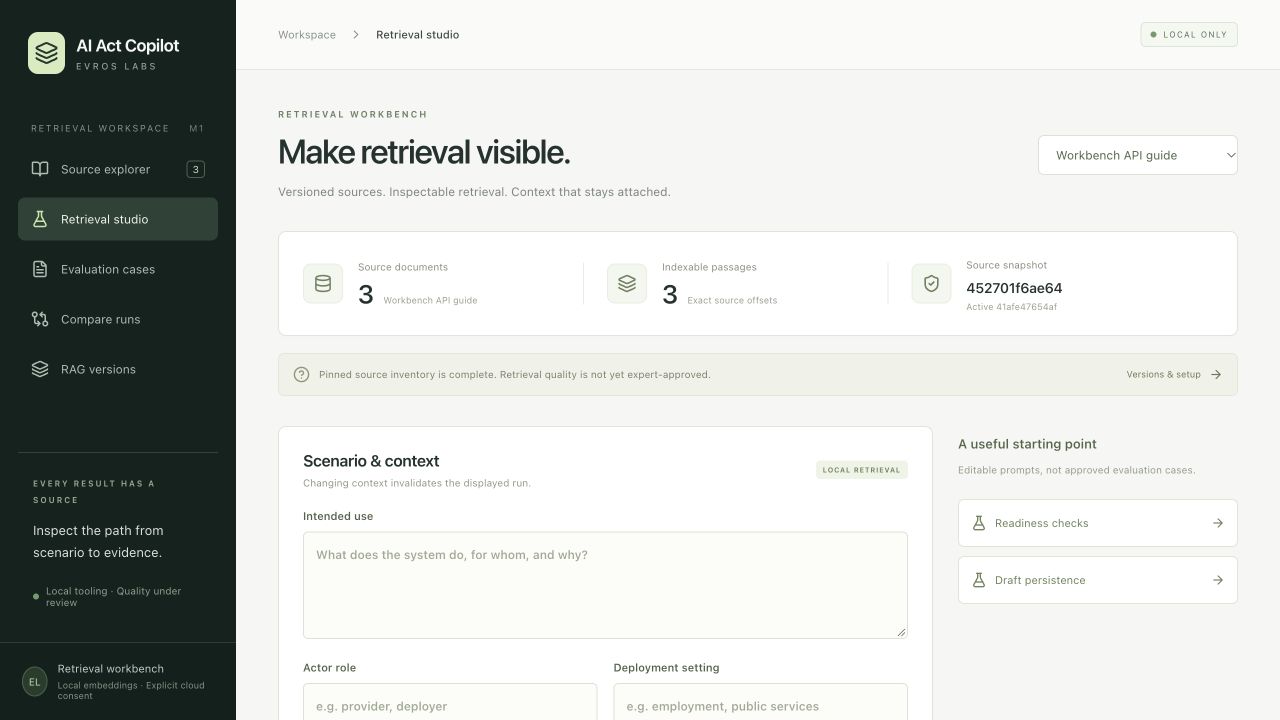 AI Act Copilot
EVROS LABS
RETRIEVAL WORKSPACE M1
Source explorer 3
Retrieval studio
Evaluation cases
Compare runs
RAG versions
EVERY RESULT HAS A
SOURCE
Inspect the path from
scenario to evidence.
Local tooling · Quality under
review
EL
Retrieval workbench
Local embeddings · Explicit cloud
consent
Workspace > Retrieval studio
LOCAL ONLY
RETRIEVAL WORKBENCH
Make retrieval visible.
Versioned sources. Inspectable retrieval. Context that stays attached.
Workbench API guide
Source documents
3 Workbench API guide
Indexable passages
3 Exact source offsets
Source snapshot
452701f6ae64
Active 41afe47654af
Pinned source inventory is complete. Retrieval quality is not yet expert-approved.
Versions & setup
Scenario & context
Changing context invalidates the displayed run.
LOCAL RETRIEVAL
Intended use
What does the system do, for whom, and why?
Actor role
e.g. provider, deployer
Deployment setting
e.g. employment, public services
A useful starting point
Editable prompts, not approved evaluation cases.
Readiness checks
Draft persistence